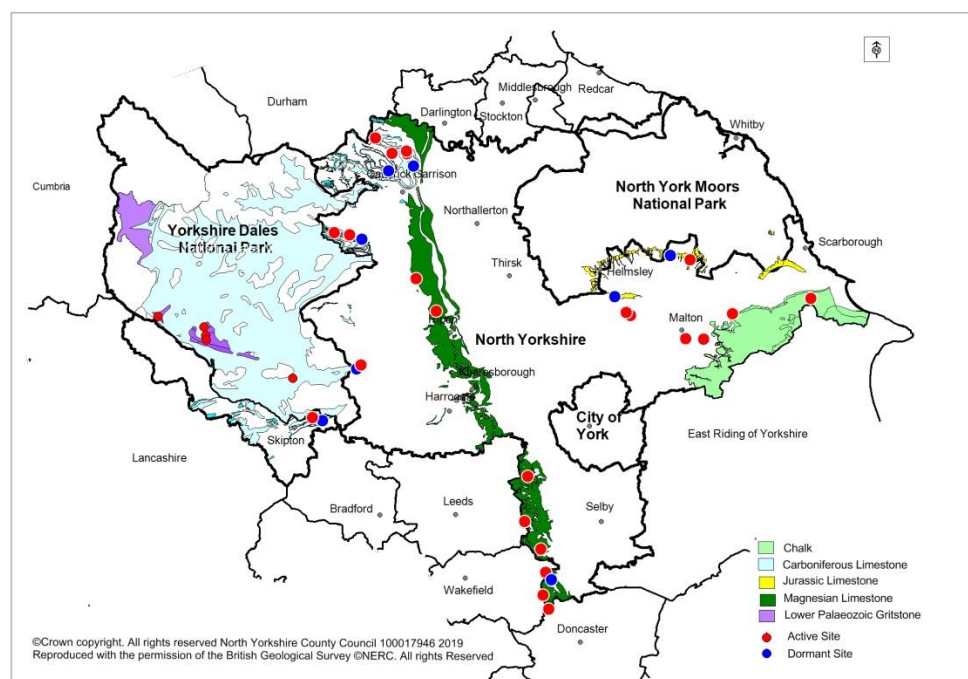 N
Middlesbrough
Redcar
Durham
Darlington
Stockton
Whitby
Cumbria
Garrison
North York Moors
National Park
Northallerton
Yorkshire Dales
National Park
Scarborough
Thirsk
Helmsley
Malton
North Yorkshire
Knaresborough
Harrogate
City of
York
Skipton
East Riding of Yorkshire
Lancashire
Leeds
Bradford
Selby
Wakefield
Doncaster
Chalk
Carboniferous Limestone
Jurassic Limestone
Magnesian Limestone
Lower Palaeozoic Gritstone
Active Site
Dormant Site
©Crown copyright. All rights reserved North Yorkshire County Council 100017946 2019
Reproduced with the permission of the British Geological Survey ©NERC. All rights Reserved